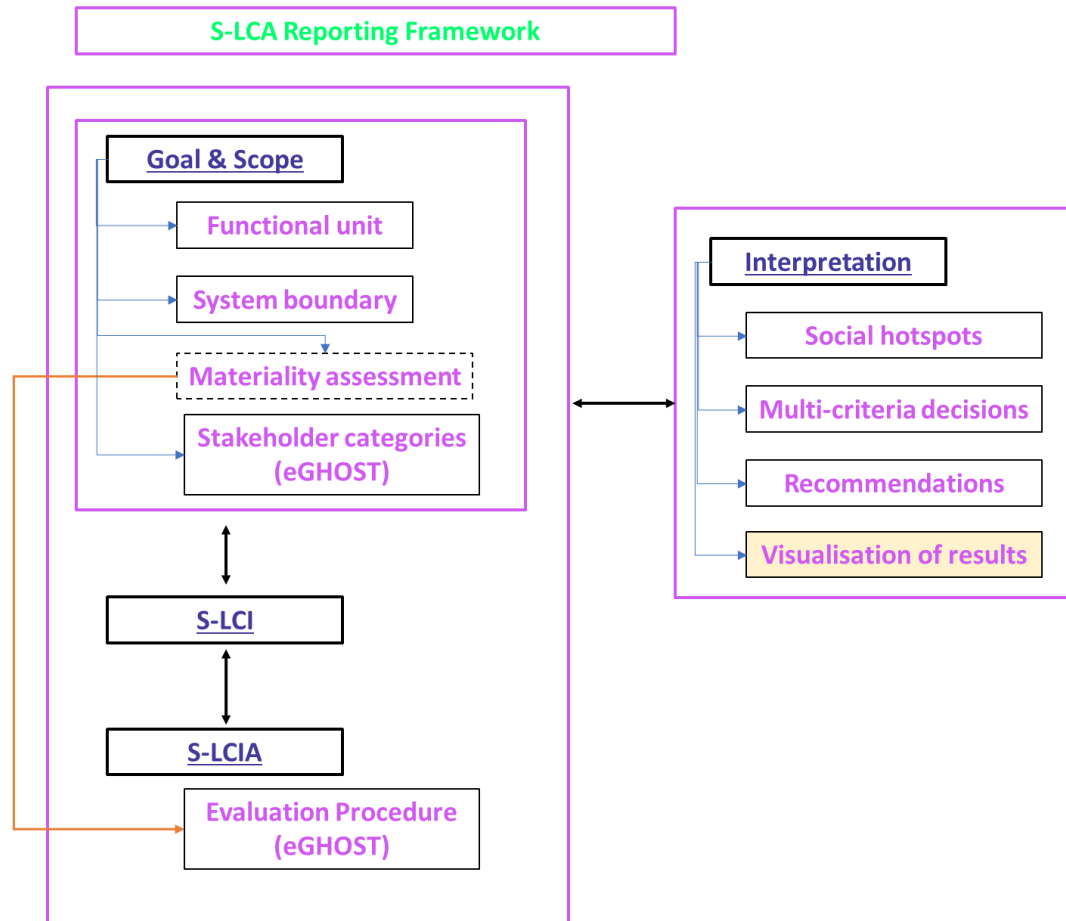 S-LCA Reporting Framework
Goal & Scope
Functional unit
System boundary
Materiality assessment
Stakeholder categories
(eGHOST)
S-LCI
S-LCIA
Evaluation Procedure
(eGHOST)
Interpretation
Social hotspots
Multi-criteria decisions
Recommendations
Visualisation of results